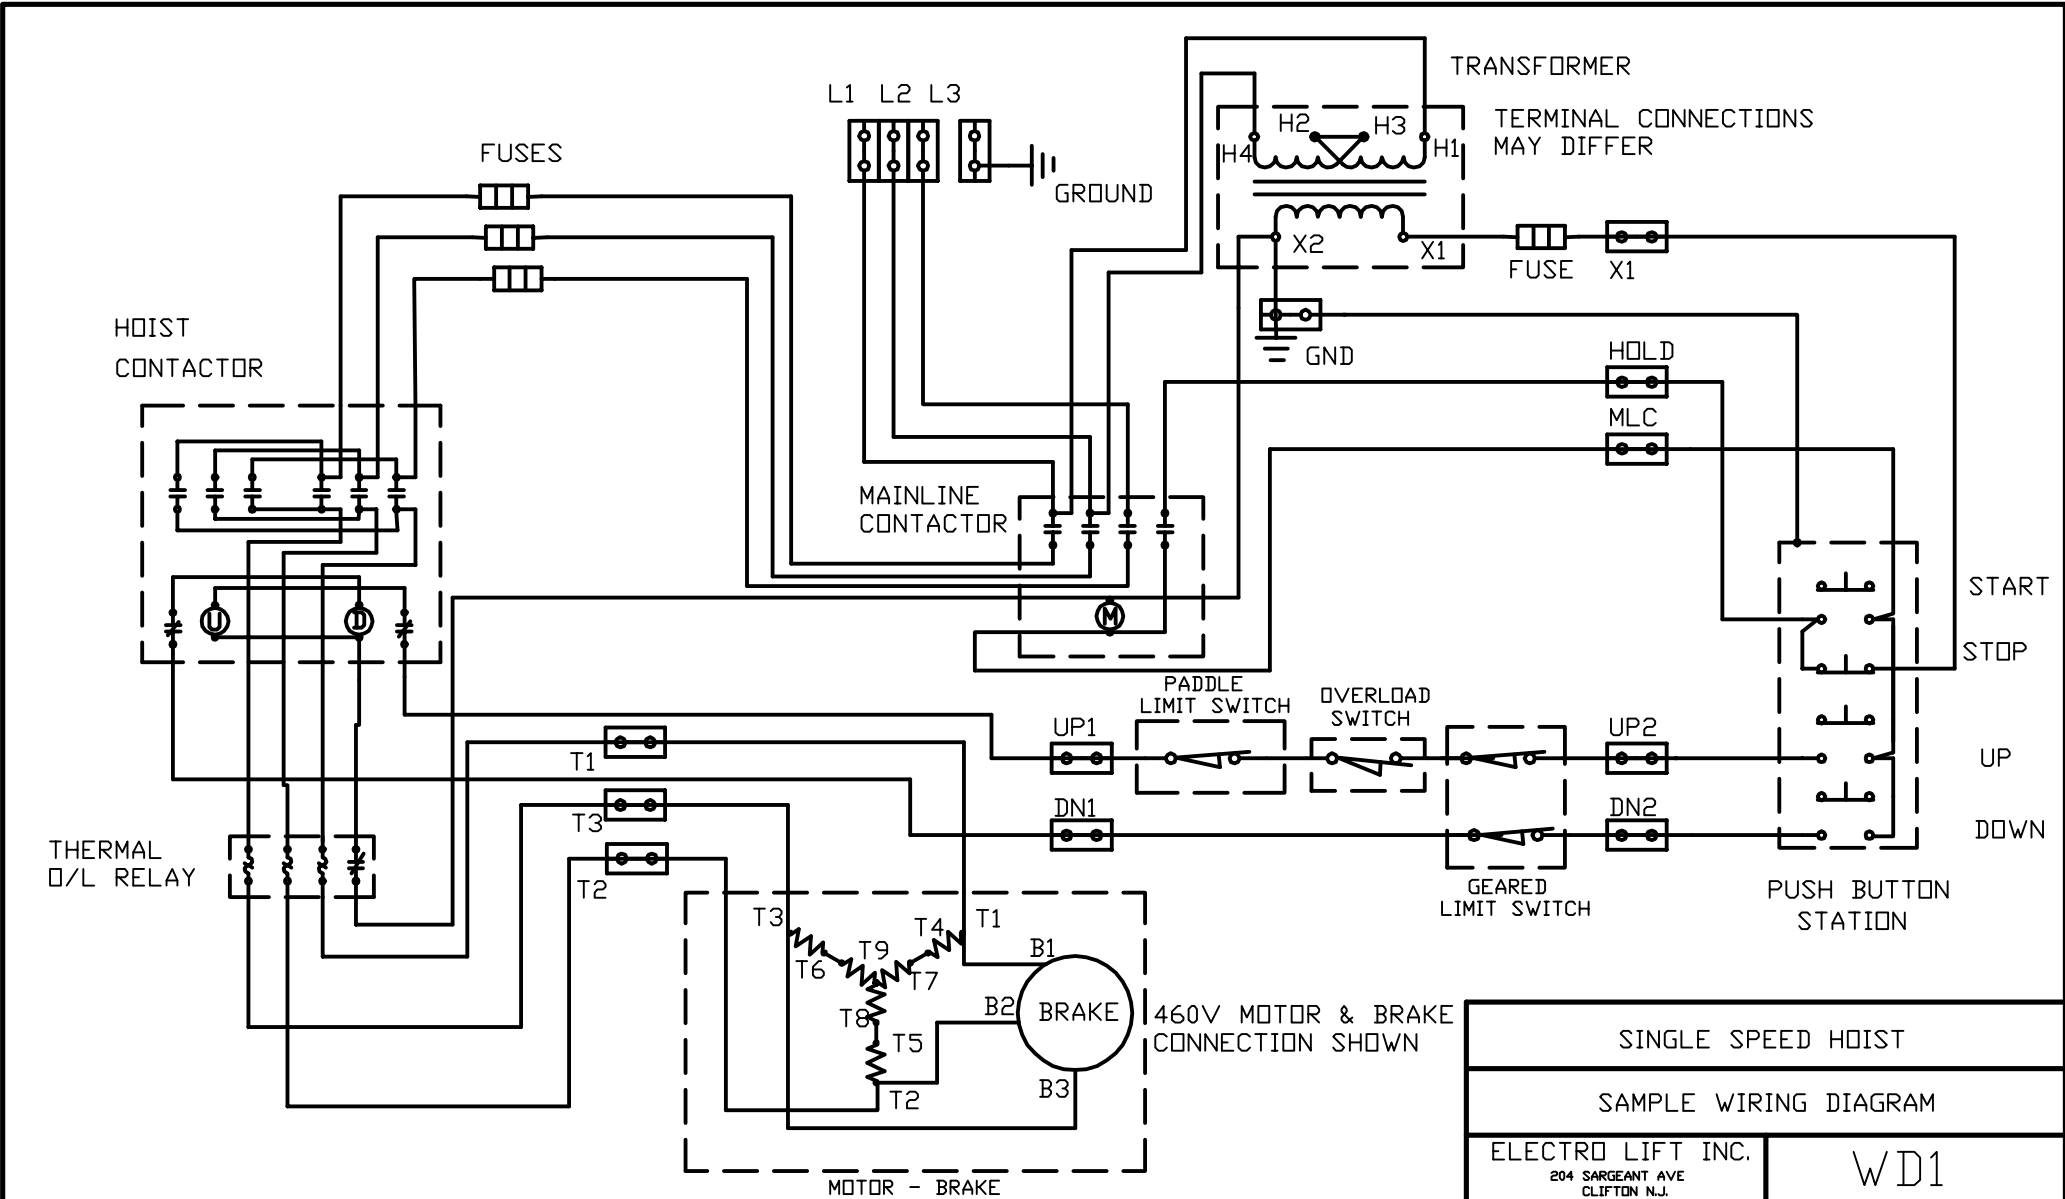 TRANSFORMER
TERMINAL CONNECTIONS
MAY DIFFER
L1 L2 L3
H2 H3
H4 H1
FUSES
GROUND
X2 X1
FUSE X1
HOIST
CONTACTOR
GND
HOLD
MLC
MAINLINE
CONTACTOR
START
U D
M
STOP
PADDLE
LIMIT SWITCH
OVERLOAD
SWITCH
UP1
UP2
UP
T1
DN1
DN2
DOWN
T3
THERMAL
O/L RELAY
T2
GEARED
LIMIT SWITCH
PUSH BUTTON
STATION
T3 T4 T1
T9 B1
T6 T7
B2 BRAKE
T8
T5
B3
T2
460V MOTOR & BRAKE
CONNECTION SHOWN
MOTOR - BRAKE
SINGLE SPEED HOIST
SAMPLE WIRING DIAGRAM
ELECTRO LIFT INC.
204 SARGEANT AVE
CLIFTON N.J.
WD1